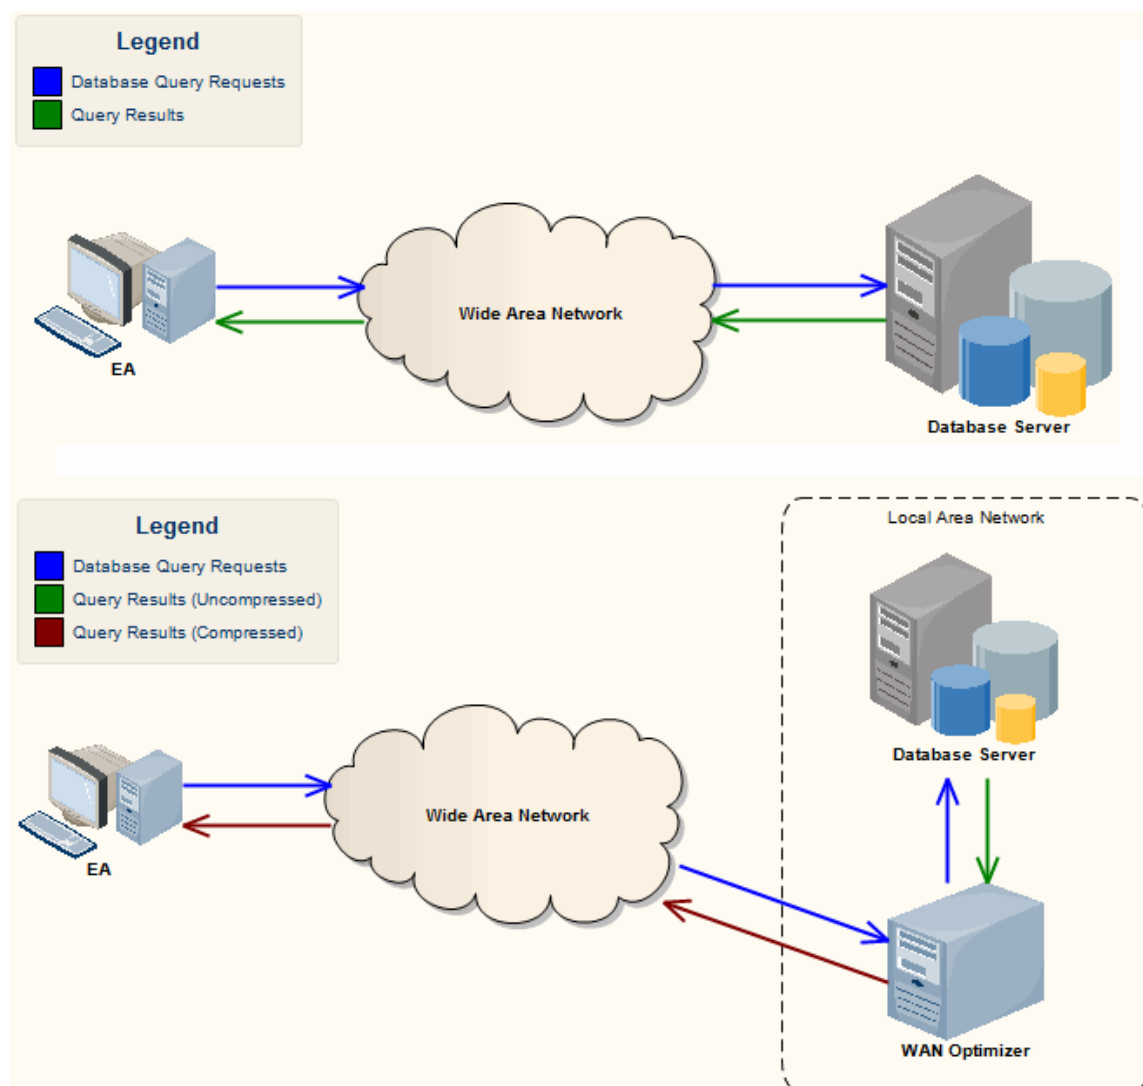 Legend
Database Query Requests
Query Results
Wide Area Network
EA
Database Server
Legend
Database Query Requests
Query Results (Uncompressed)
Query Results (Compressed)
Local Area Network
Database Server
Wide Area Network
EA
WAN Optimizer